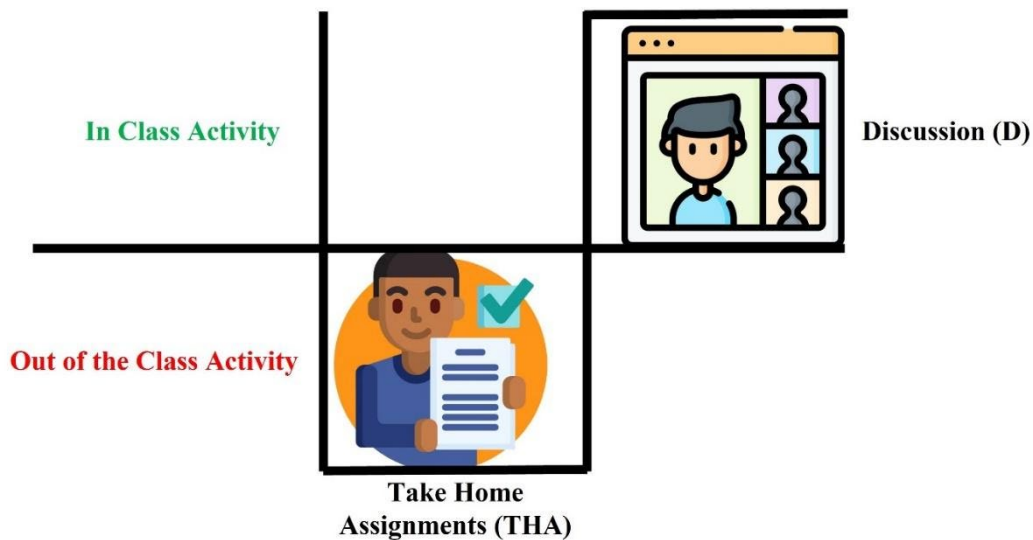 In Class Activity
Discussion (D)
Out of the Class Activity
Take Home
Assignments (THA)